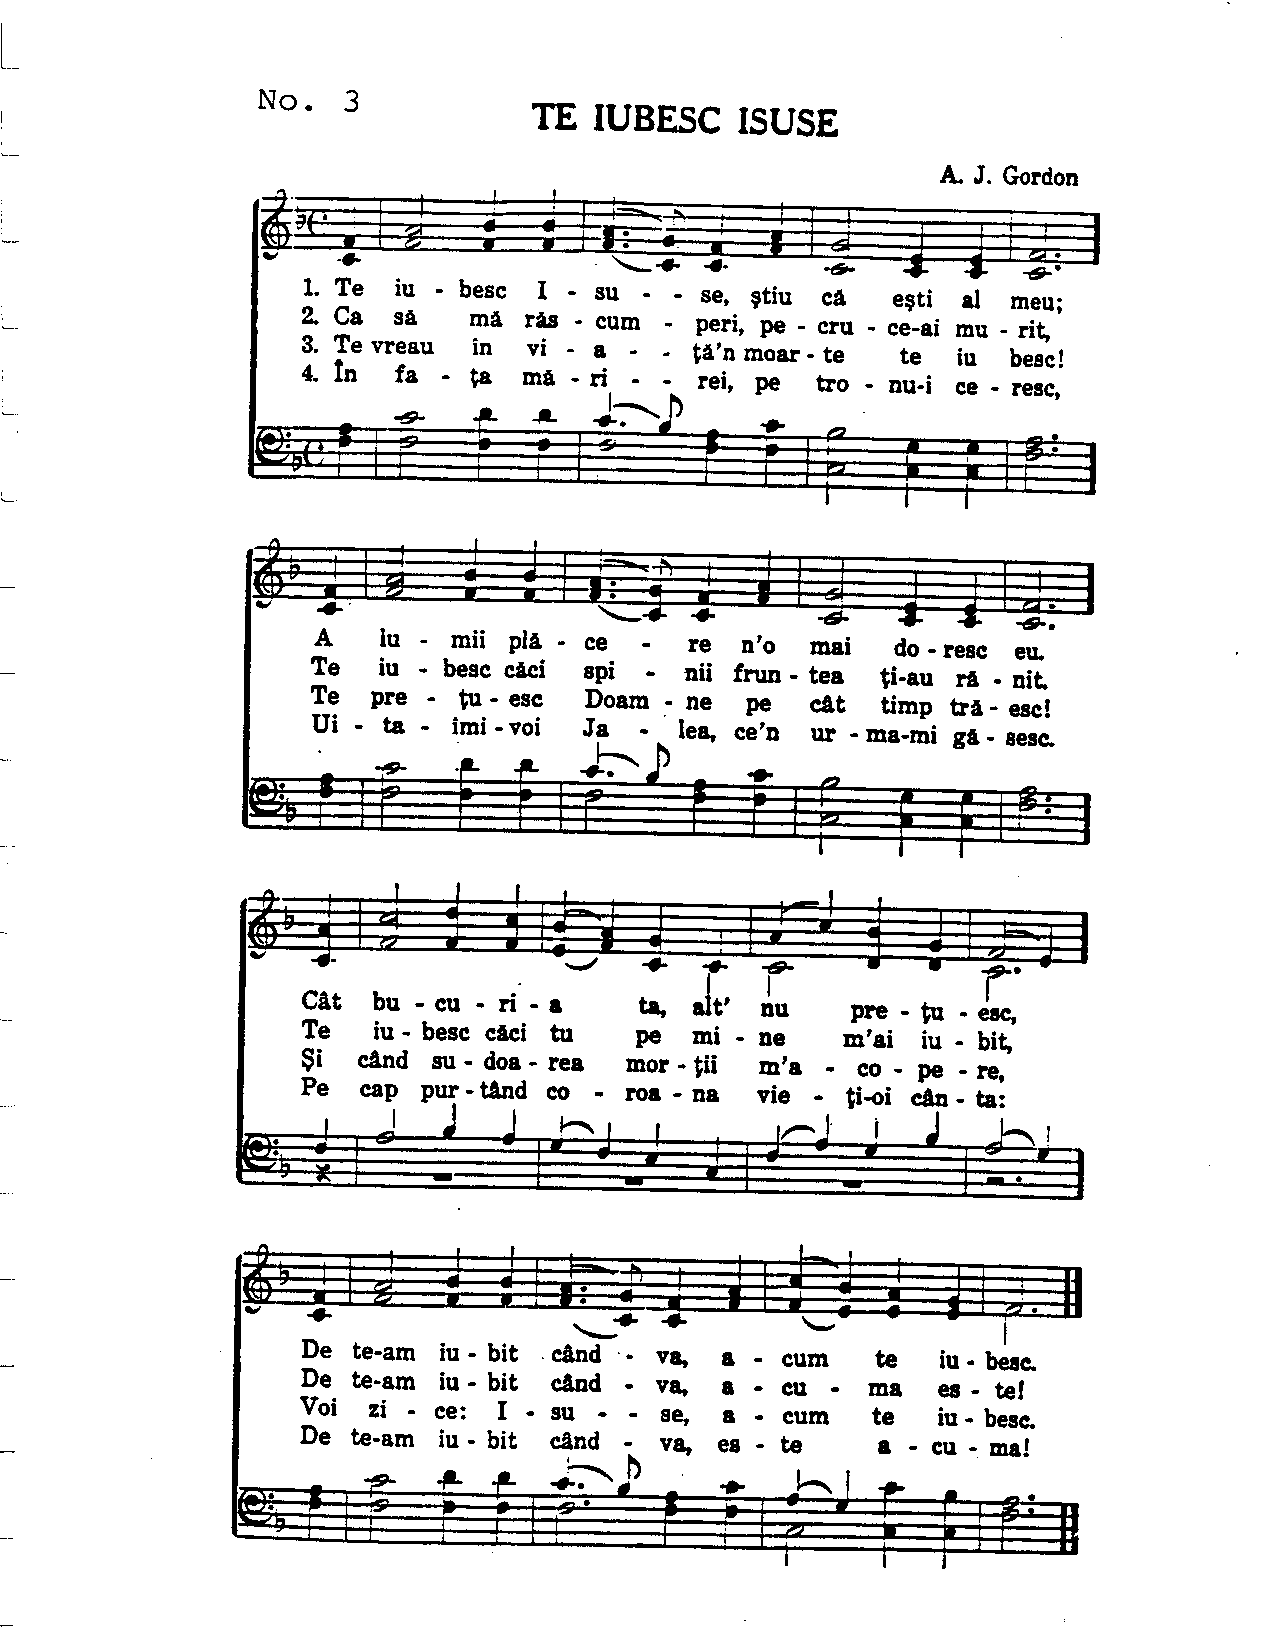 No. 3
TE IUBESC ISUSE
A. J. Gordon
1. Te iu - besc I - su - - se, ştiu că eşti al meu;
2. Ca să mă răs - cum - peri, pe - cru - ce-ai mu - rit,
3. Te vreau in vi - a - - ţă'n moar - te te iu besc!
4. În fa - ţa mă - ri - - rei, pe tro - nu-i ce - resc,
A lu - mii plă - ce - re n'o mai do - resc eu.
Te iu - besc căci spi - nii frun - tea ţi-au ră - nit.
Te pre - ţu - esc Doam - ne pe cât timp tră - esc!
Ui - ta - imi - voi Ja - lea, ce'n ur - ma-mi gă - sesc.
Cât bu - cu - ri - a ta, alt' nu pre - ţu - esc,
Te iu - besc căci tu pe mi - ne m'ai iu - bit,
Şi când su - doa - rea mor - ţii m'a - co - pe - re,
Pe cap pur - tând co - roa - na vie - ţi-oi cân - ta:
De te-am iu - bit când - va, a - cum te iu - besc.
De te-am iu - bit când - va, a - cu - ma es - te!
Voi zi - ce: I - su - - se, a - cum te iu - besc.
De te-am iu - bit când - va, es - te a - cu - ma!